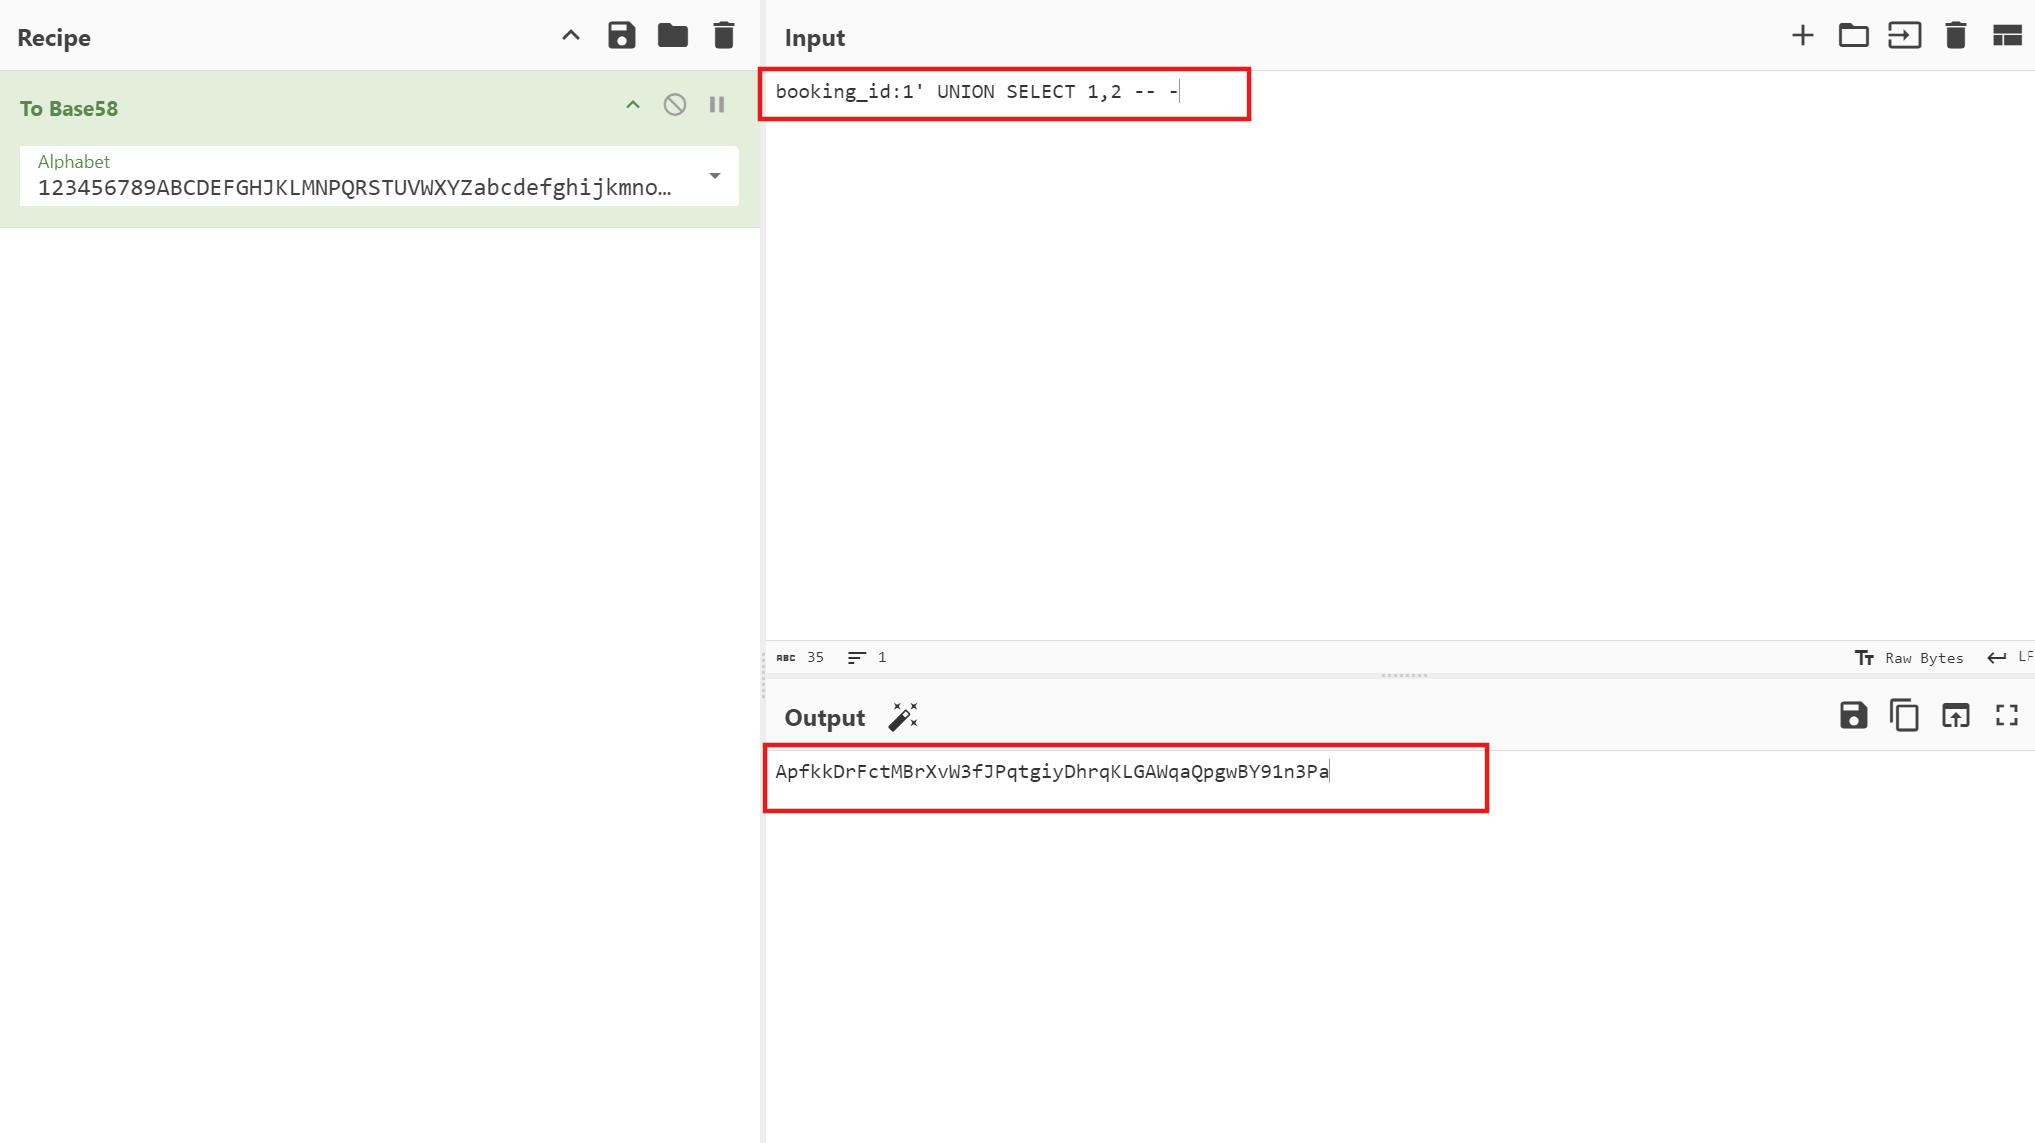 Recipe
To Base58
Alphabet
123456789ABCDEFGHJKLMNPQRSTUVWXYZabcdefghijkmno…
Input
booking_id:1' UNION SELECT 1,2 -- -
ABC 35 1
Tт Raw Bytes LF
Output
ApfkkDrFctMBrXvW3fJPqtgiyDhrqKLGAWqaQpgwBY91n3Pa